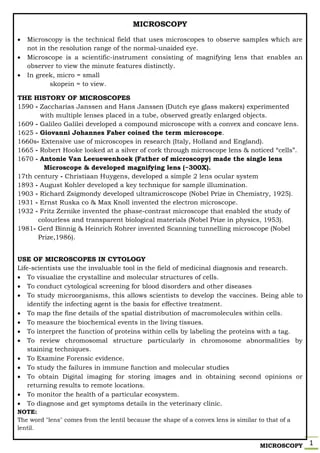 MICROSCOPY
• Microscopy is the technical field that uses microscopes to observe samples which are
not in the resolution range of the normal-unaided eye.
• Microscope is a scientific-instrument consisting of magnifying lens that enables an
observer to view the minute features distinctly.
• In greek, micro = small
skopein = to view.
THE HISTORY OF MICROSCOPES
1590 - Zaccharias Janssen and Hans Janssen (Dutch eye glass makers) experimented
with multiple lenses placed in a tube, observed greatly enlarged objects.
1609 - Galileo Galilei developed a compound microscope with a convex and concave lens.
1625 - Giovanni Johannes Faber coined the term microscope.
1660s- Extensive use of microscopes in research (Italy, Holland and England).
1665 - Robert Hooke looked at a sliver of cork through microscope lens & noticed “cells”.
1670 - Antonie Van Leeuwenhoek (Father of microscopy) made the single lens
Microscope & developed magnifying lens (~300X).
17th century - Christiaan Huygens, developed a simple 2 lens ocular system
1893 - August Kohler developed a key technique for sample illumination.
1903 - Richard Zsigmondy developed ultramicroscope (Nobel Prize in Chemistry, 1925).
1931 - Ernst Ruska co & Max Knoll invented the electron microscope.
1932 - Fritz Zernike invented the phase-contrast microscope that enabled the study of
colourless and transparent biological materials (Nobel Prize in physics, 1953).
1981- Gerd Binnig & Heinrich Rohrer invented Scanning tunnelling microscope (Nobel
Prize,1986).
USE OF MICROSCOPES IN CYTOLOGY
Life-scientists use the invaluable tool in the field of medicinal diagnosis and research.
• To visualize the crystalline and molecular structures of cells.
• To conduct cytological screening for blood disorders and other diseases
• To study microorganisms, this allows scientists to develop the vaccines. Being able to
identify the infecting agent is the basis for effective treatment.
• To map the fine details of the spatial distribution of macromolecules within cells.
• To measure the biochemical events in the living tissues.
• To interpret the function of proteins within cells by labeling the proteins with a tag.
• To review chromosomal structure particularly in chromosome abnormalities by
staining techniques.
• To Examine Forensic evidence.
• To study the failures in immune function and molecular studies
• To obtain Digital imaging for storing images and in obtaining second opinions or
returning results to remote locations.
• To monitor the health of a particular ecosystem.
• To diagnose and get symptoms details in the veterinary clinic.
NOTE:
The word "lens" comes from the lentil because the shape of a convex lens is similar to that of a
lentil.
MICROSCOPY 1